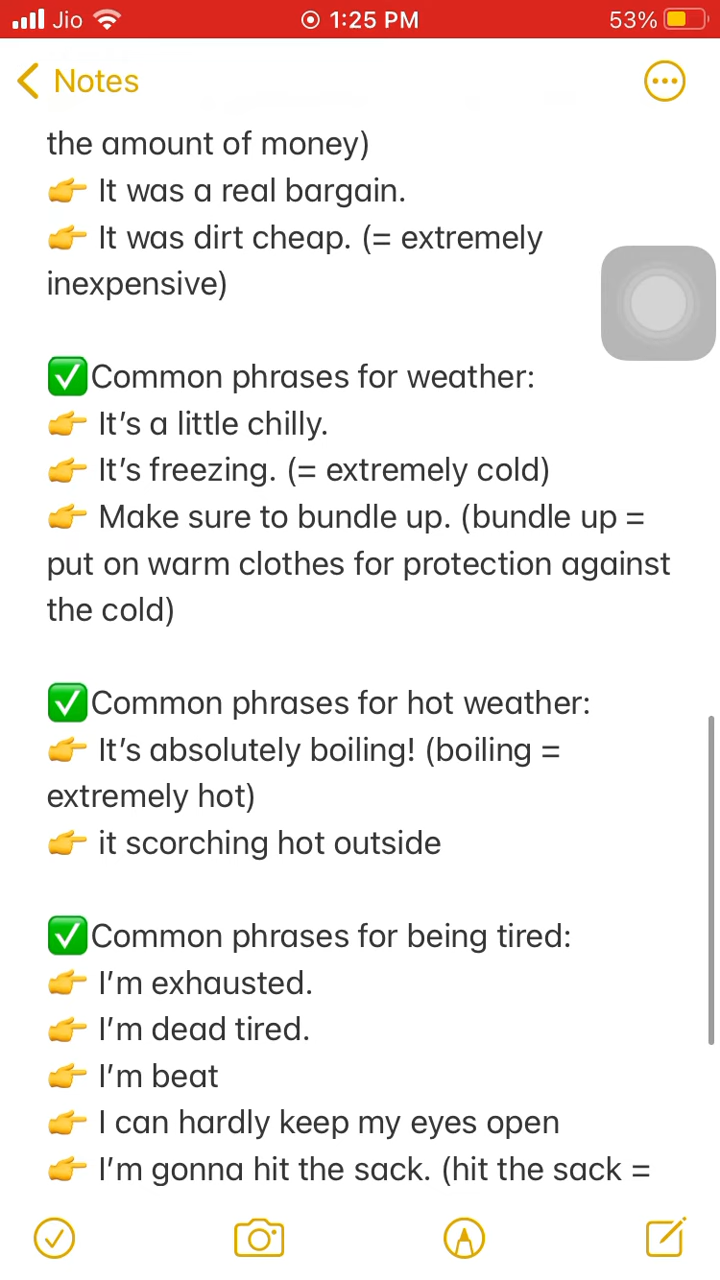 Jio 1:25 PM 53%
Notes
the amount of money)
👉 It was a real bargain.
👉 It was dirt cheap. (= extremely
inexpensive)
✅Common phrases for weather:
👉 It's a little chilly.
👉 It's freezing. (= extremely cold)
👉 Make sure to bundle up. (bundle up =
put on warm clothes for protection against
the cold)
✅Common phrases for hot weather:
👉 It's absolutely boiling! (boiling =
extremely hot)
👉 it scorching hot outside
✅Common phrases for being tired:
👉 I'm exhausted.
👉 I'm dead tired.
👉 I'm beat
👉 I can hardly keep my eyes open
👉 I'm gonna hit the sack. (hit the sack =